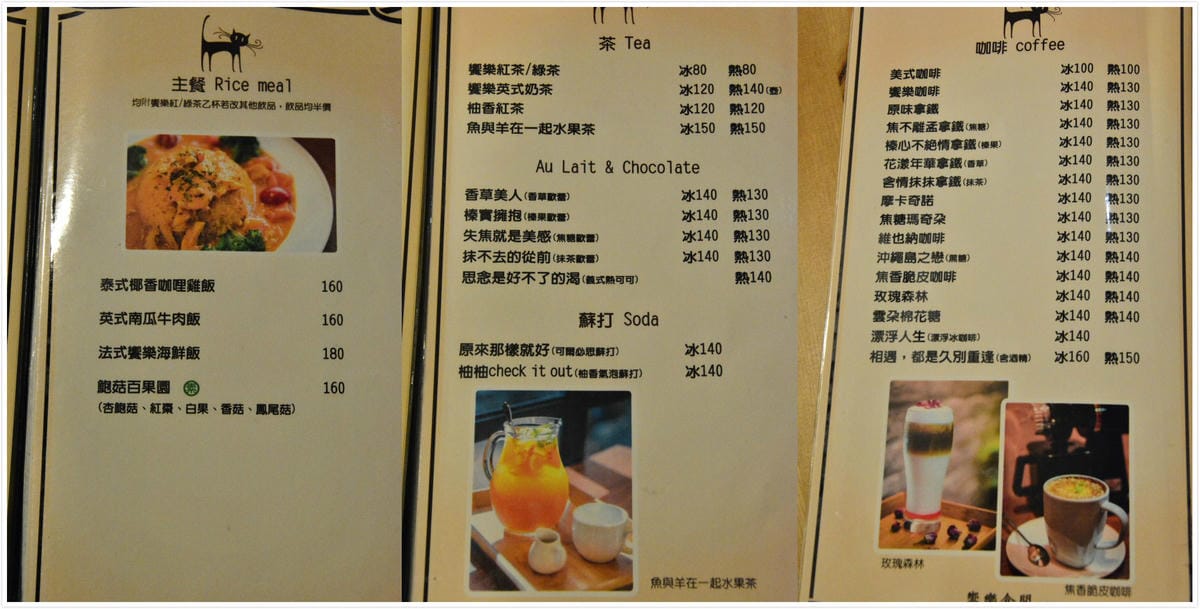 主餐 Rice meal
均附饗樂紅/綠茶乙杯若改其他飲品，飲品均半價
泰式椰香咖哩雞飯 160
英式南瓜牛肉飯 160
法式饗樂海鮮飯 180
鮑菇百果園 素 160
(杏鮑菇、紅棗、白果、香菇、鳳尾菇)
茶 Tea
饗樂紅茶/綠茶 冰80 熱80
饗樂英式奶茶 冰120 熱140(壺)
柚香紅茶 冰120 熱120
魚與羊在一起水果茶 冰150 熱150
Au Lait & Chocolate
香草美人(香草歐蕾) 冰140 熱130
榛實擁抱(榛果歐蕾) 冰140 熱130
失焦就是美感(焦糖歐蕾) 冰140 熱130
抹不去的從前(抹茶歐蕾) 冰140 熱130
思念是好不了的渴(義式熱可可) 熱140
蘇打 Soda
原來那樣就好(可爾必思蘇打) 冰140
柚柚check it out(柚香氣泡蘇打) 冰140
魚與羊在一起水果茶
咖啡 coffee
美式咖啡 冰100 熱100
饗樂咖啡 冰140 熱130
原味拿鐵 冰140 熱130
焦不離孟拿鐵(焦糖) 冰140 熱130
榛心不絕情拿鐵(榛果) 冰140 熱130
花漾年華拿鐵(香草) 冰140 熱130
含情抹抹拿鐵(抹茶) 冰140 熱130
摩卡奇諾 冰140 熱130
焦糖瑪奇朵 冰140 熱130
維也納咖啡 冰140 熱130
沖繩島之戀(黑糖) 冰140 熱140
焦香脆皮咖啡 冰140 熱140
玫瑰森林 冰140 熱140
雲朵棉花糖 冰140 熱140
漂浮人生(漂浮冰咖啡) 冰140
相遇，都是久別重逢(含酒精) 冰160 熱150
玫瑰森林
焦香脆皮咖啡